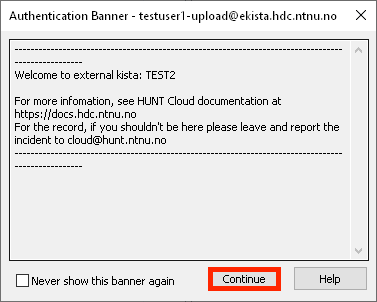 Authentication Banner - testuser1-upload@ekista.hdc.ntnu.no
--------------------------------------------------------------------------------
----------------
Welcome to external kista: TEST2
For more infomation, see HUNT Cloud documentation at
https://docs.hdc.ntnu.no
For the record, if you shouldn't be here please leave and report the
incident to cloud@hunt.ntnu.no
--------------------------------------------------------------------------------
----------------
Never show this banner again
Continue
Help